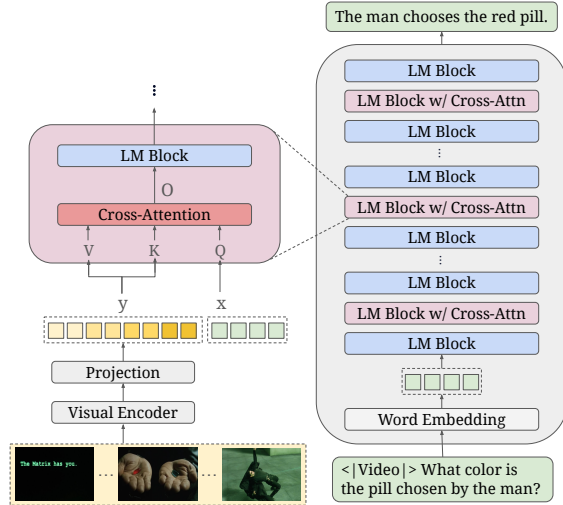 The man chooses the red pill.
LM Block
LM Block w/ Cross-Attn
LM Block
LM Block
LM Block w/ Cross-Attn
LM Block
LM Block
LM Block w/ Cross-Attn
LM Block
Word Embedding
<|Video|> What color is
the pill chosen by the man?
LM Block
O
Cross-Attention
V K Q
y x
Projection
Visual Encoder
The Matrix has you.